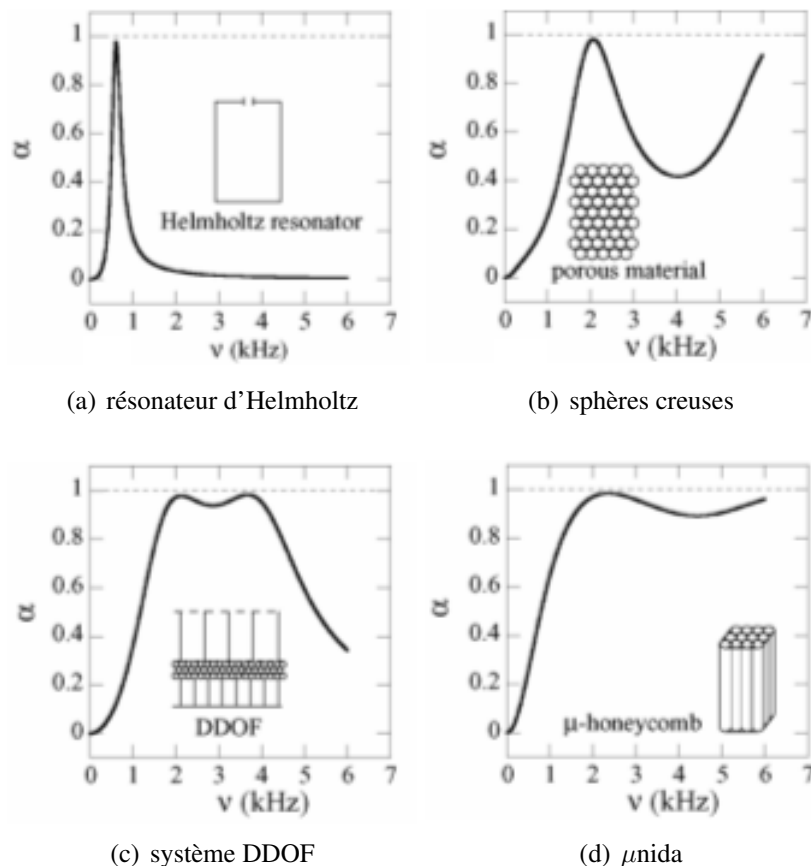 1
0.8
0.6
0.4
0.2
0
α
Helmholtz resonator
0 1 2 3 4 5 6 7
ν (kHz)
(a) résonateur d'Helmholtz
1
0.8
0.6
0.4
0.2
0
α
porous material
0 1 2 3 4 5 6 7
ν (kHz)
(b) sphères creuses
1
0.8
0.6
0.4
0.2
0
α
DDOF
0 1 2 3 4 5 6 7
ν (kHz)
(c) système DDOF
1
0.8
0.6
0.4
0.2
0
α
μ-honeycomb
0 1 2 3 4 5 6 7
ν (kHz)
(d) μnida